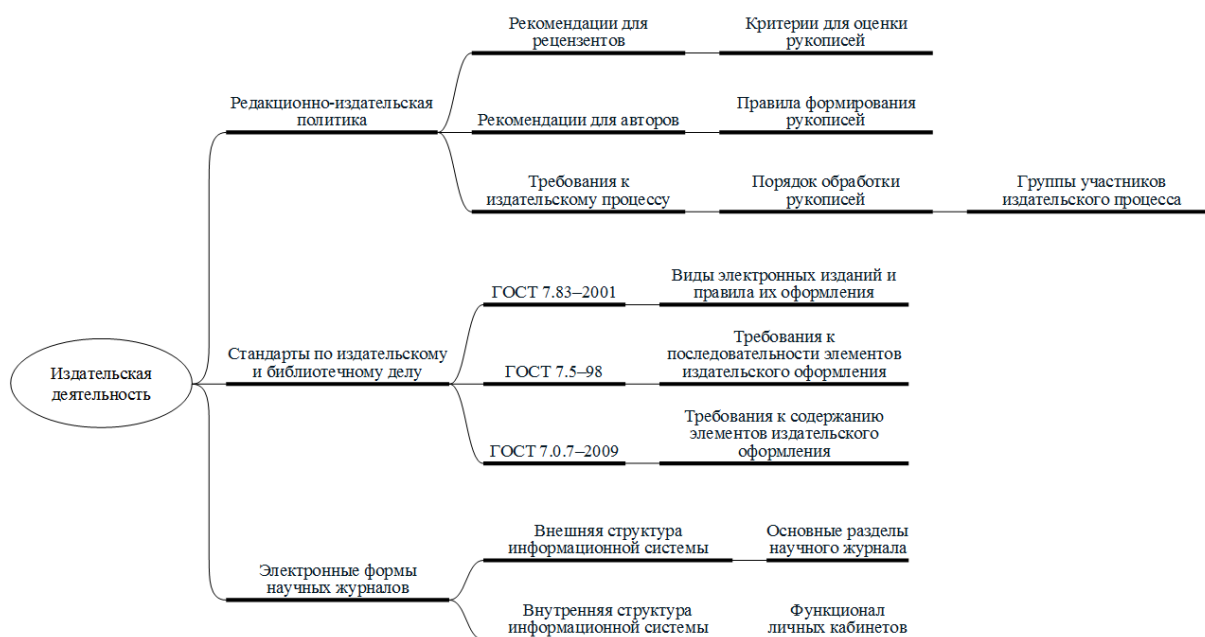 Рекомендации для
рецензентов
Критерии для оценки
рукописей
Редакционно-издательская
политика
Рекомендации для авторов
Правила формирования
рукописей
Требования к
издательскому процессу
Порядок обработки
рукописей
Группы участников
издательского процесса
Издательская
деятельность
Стандарты по издательскому
и библиотечному делу
ГОСТ 7.83–2001
Виды электронных изданий и
правила их оформления
ГОСТ 7.5–98
Требования к
последовательности элементов
издательского оформления
ГОСТ 7.0.7–2009
Требования к содержанию
элементов издательского
оформления
Электронные формы
научных журналов
Внешняя структура
информационной системы
Основные разделы
научного журнала
Внутренняя структура
информационной системы
Функционал
личных кабинетов